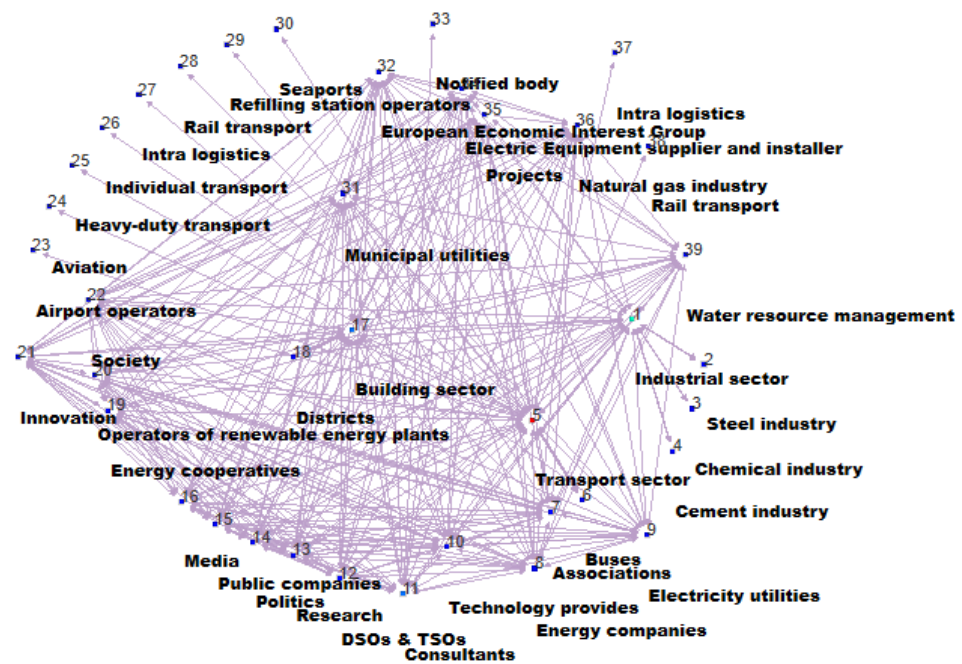 33
30
29
37
28
32
27
Seaports
Notified body
Refilling station operators
35
Intra logistics
26
Rail transport
36
European Economic Interest Group
Electric Equipment supplier and installer
Intra logistics
25
Projects
Individual transport
31
Natural gas industry
24
Rail transport
Heavy-duty transport
23
39
Municipal utilities
Aviation
22
Airport operators
1
Water resource management
17
21
18
2
Society
20
Industrial sector
Building sector
3
19
5
Innovation
Districts
Steel industry
Operators of renewable energy plants
4
Energy cooperatives
Chemical industry
Transport sector
16
6
7
Cement industry
15
9
14
10
13
Media
8
Buses
Associations
12
11
Public companies
Electricity utilities
Politics
Technology provides
Research
Energy companies
DSOs & TSOs
Consultants